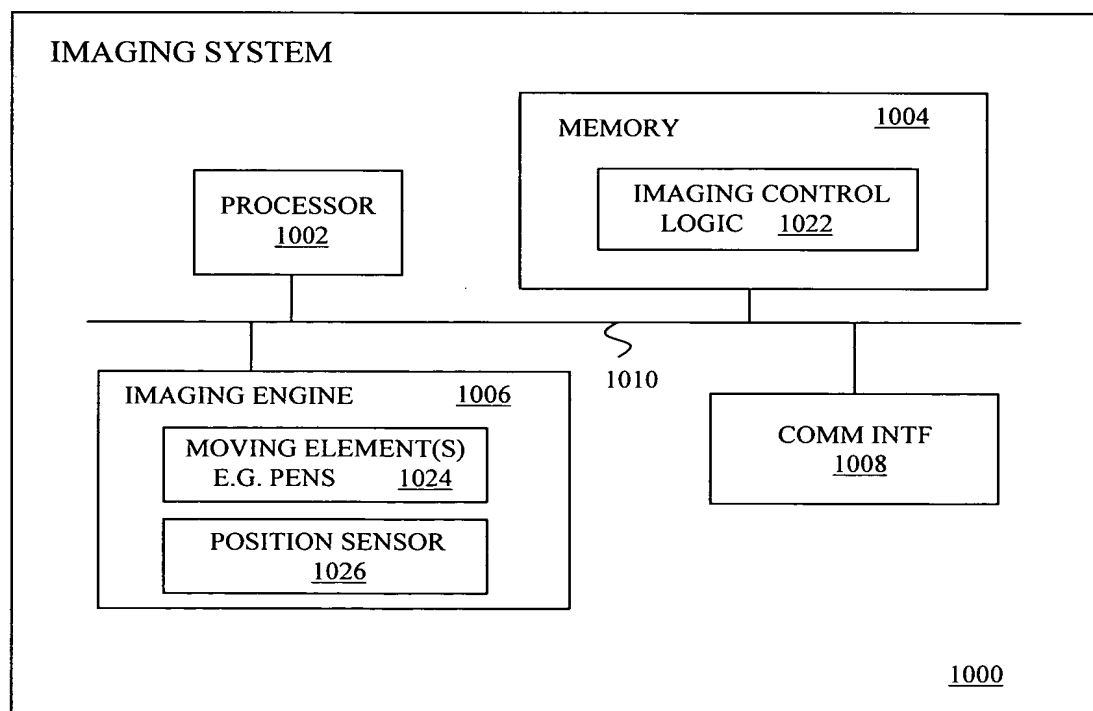 IMAGING SYSTEM
MEMORY 1004
IMAGING CONTROL
LOGIC 1022
PROCESSOR
1002
1010
IMAGING ENGINE 1006
MOVING ELEMENT(S)
E.G. PENS 1024
POSITION SENSOR
1026
COMM INTF
1008
1000